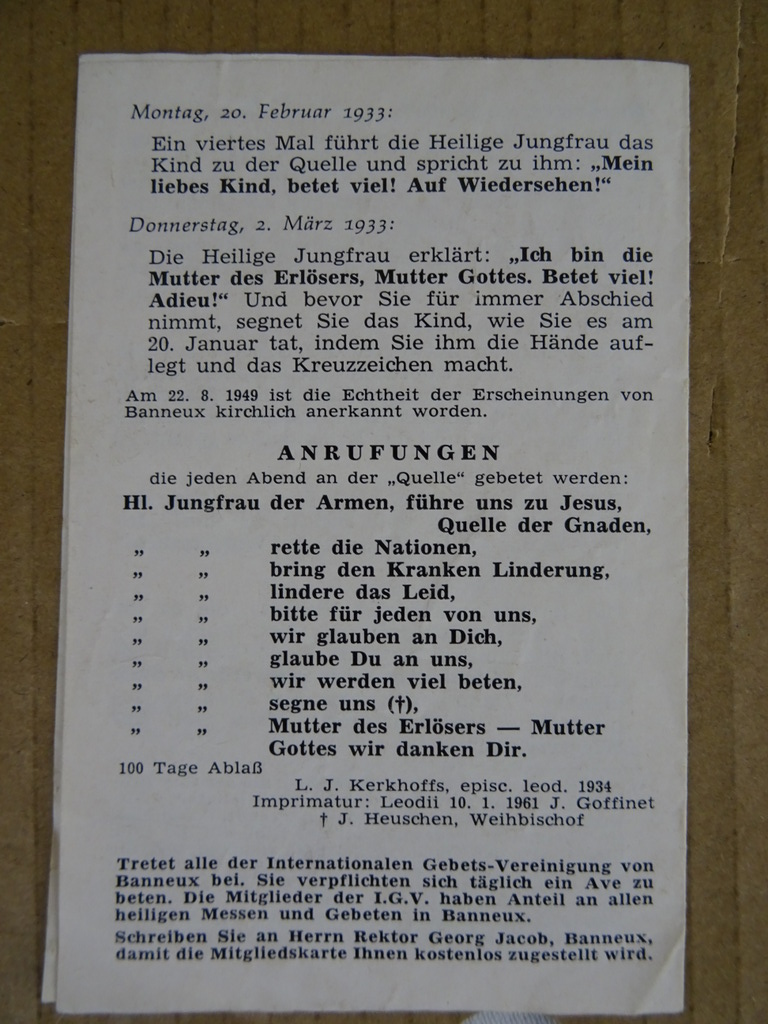 Montag, 20. Februar 1933:
Ein viertes Mal führt die Heilige Jungfrau das
Kind zu der Quelle und spricht zu ihm: „Mein
liebes Kind, betet viel! Auf Wiedersehen!“
Donnerstag, 2. März 1933:
Die Heilige Jungfrau erklärt: „Ich bin die
Mutter des Erlösers, Mutter Gottes. Betet viel!
Adieu!“ Und bevor Sie für immer Abschied
nimmt, segnet Sie das Kind, wie Sie es am
20. Januar tat, indem Sie ihm die Hände auf-
legt und das Kreuzzeichen macht.
Am 22. 8. 1949 ist die Echtheit der Erscheinungen von
Banneux kirchlich anerkannt worden.
ANRUFUNGEN
die jeden Abend an der „Quelle“ gebetet werden:
Hl. Jungfrau der Armen, führe uns zu Jesus,
Quelle der Gnaden,
„ „ rette die Nationen,
„ „ bring den Kranken Linderung,
„ „ lindere das Leid,
„ „ bitte für jeden von uns,
„ „ wir glauben an Dich,
„ „ glaube Du an uns,
„ „ wir werden viel beten,
„ „ segne uns (†),
„ „ Mutter des Erlösers — Mutter
Gottes wir danken Dir.
100 Tage Ablaß
L. J. Kerkhoffs, episc. leod. 1934
Imprimatur: Leodii 10. 1. 1961 J. Goffinet
† J. Heuschen, Weihbischof
Tretet alle der Internationalen Gebets-Vereinigung von
Banneux bei. Sie verpflichten sich täglich ein Ave zu
beten. Die Mitglieder der I.G.V. haben Anteil an allen
heiligen Messen und Gebeten in Banneux.
Schreiben Sie an Herrn Rektor Georg Jacob, Banneux,
damit die Mitgliedskarte Ihnen kostenlos zugestellt wird.